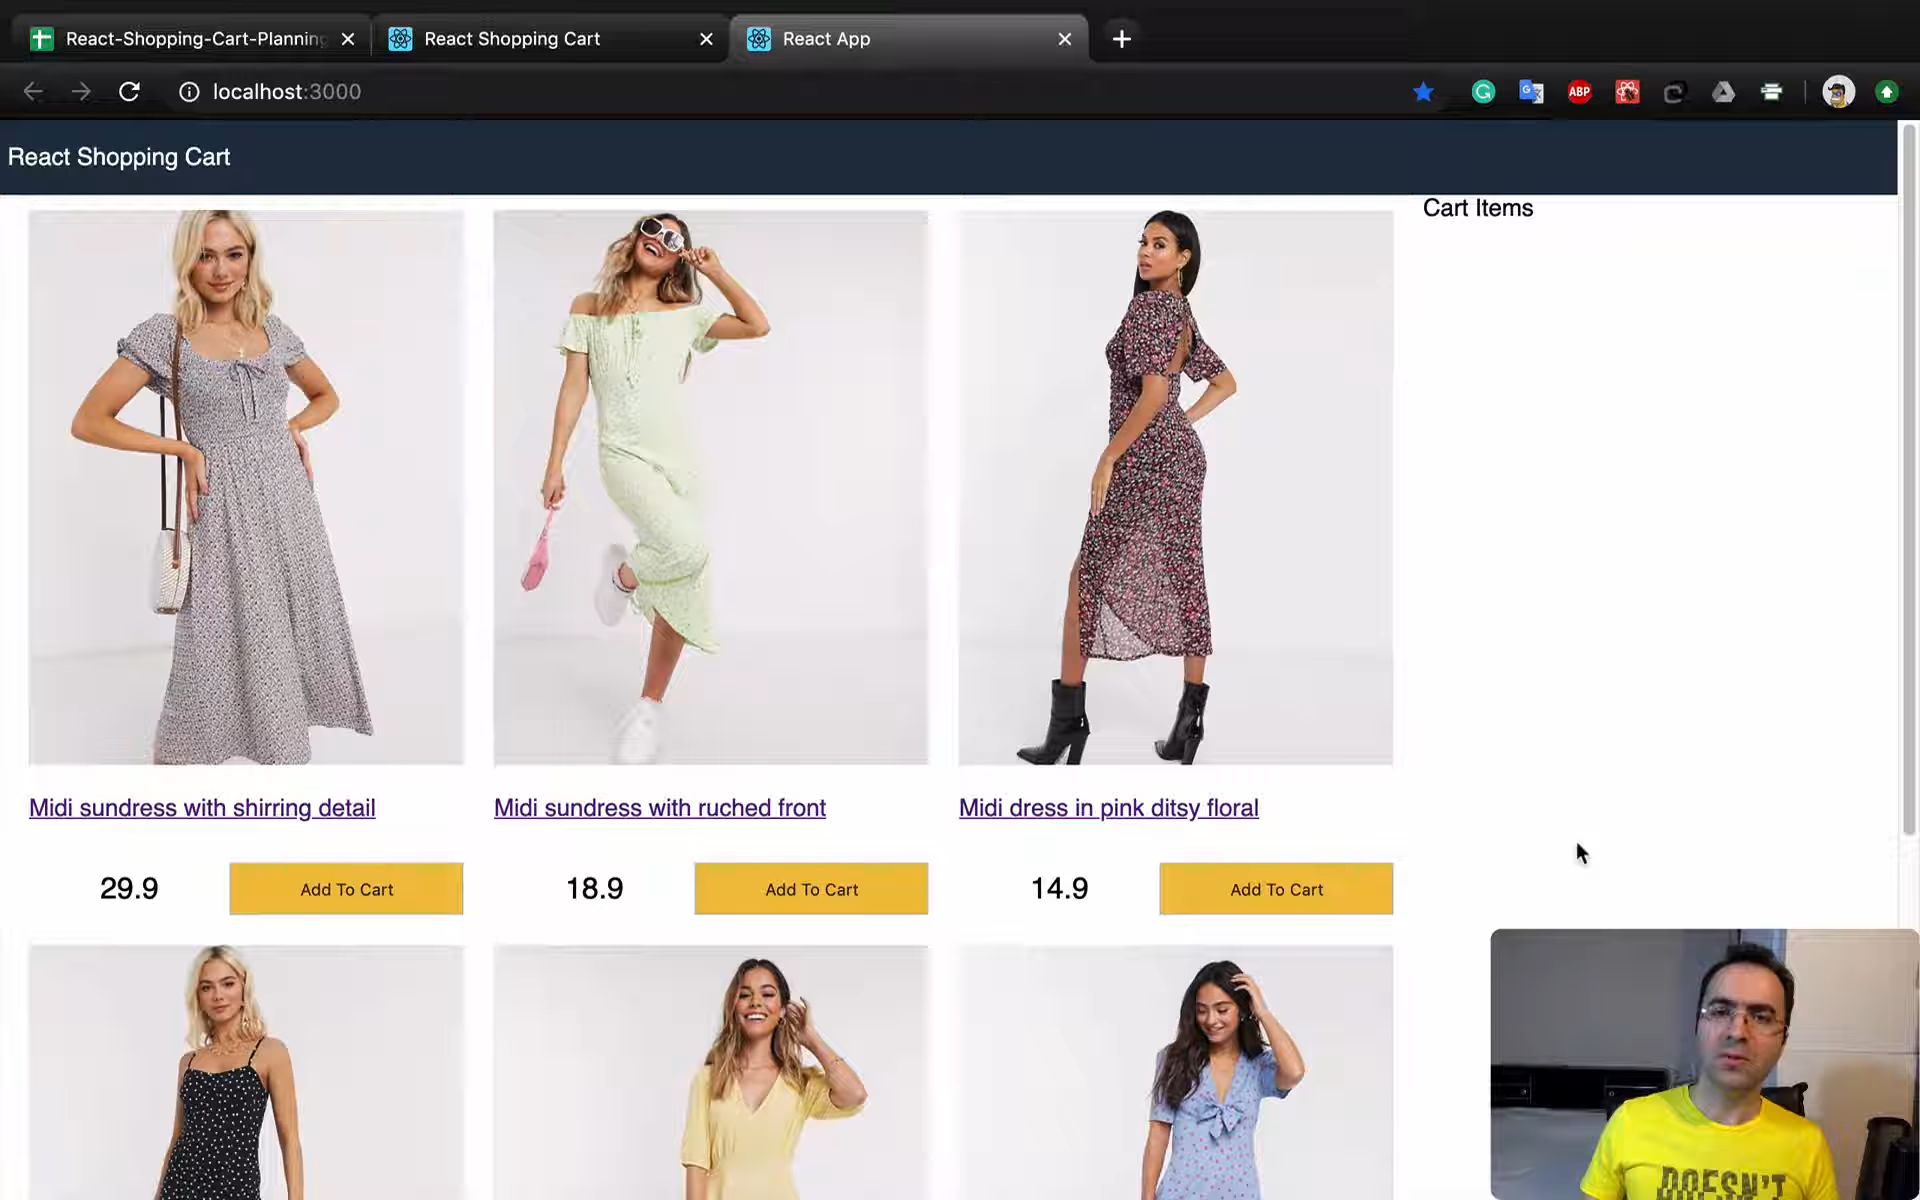 React-Shopping-Cart-Planning
React Shopping Cart
React App
localhost:3000
ABP
React Shopping Cart
Cart Items
Midi sundress with shirring detail
Midi sundress with ruched front
Midi dress in pink ditsy floral
29.9
Add To Cart
18.9
Add To Cart
14.9
Add To Cart
DOESN'T